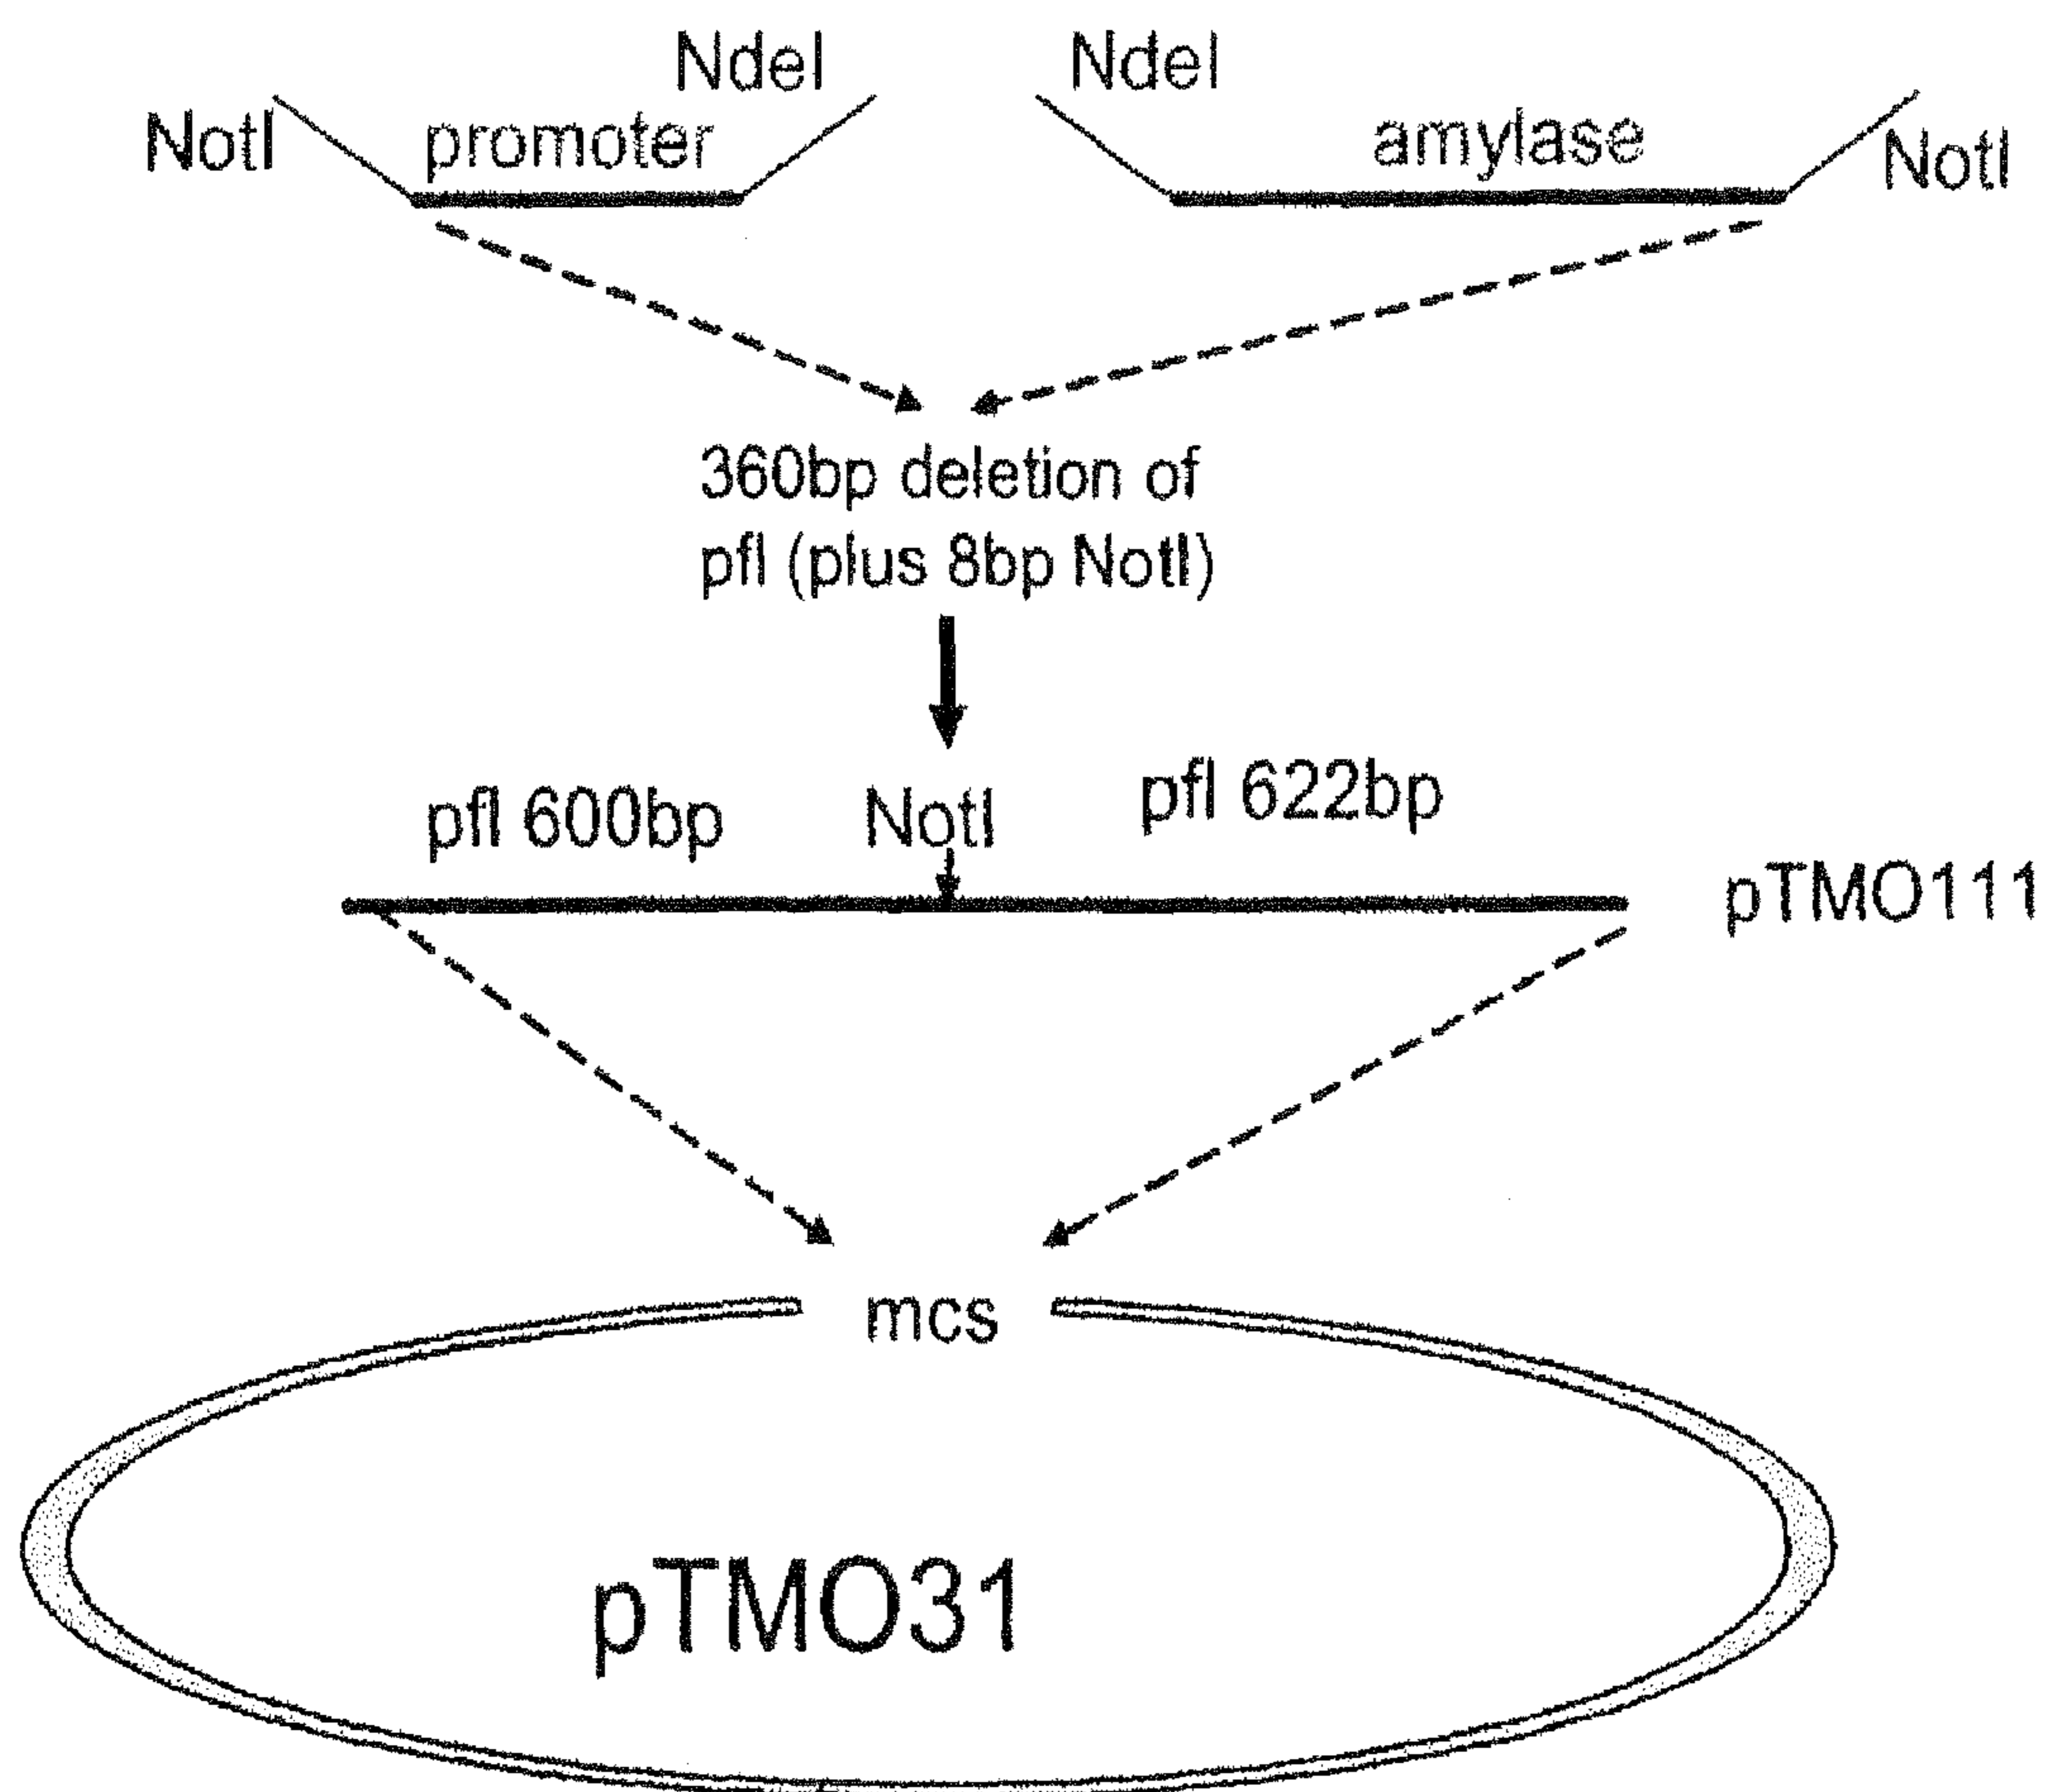 NdeI
NdeI
NotI
promoter
amylase
NotI
360bp deletion of
pfl (plus 8bp NotI)
pfl 600bp
NotI
pfl 622bp
pTMO111
mcs
pTMO31